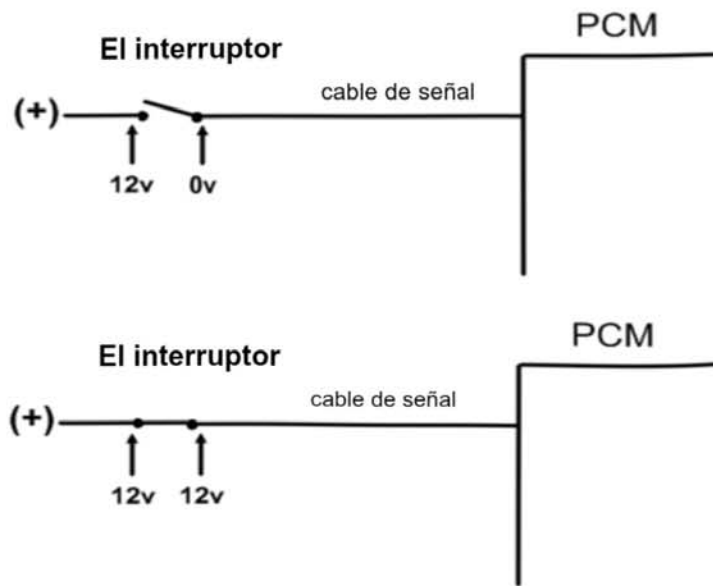 PCM
El interruptor
cable de señal
(+)
12v 0v
PCM
El interruptor
cable de señal
(+)
12v 12v